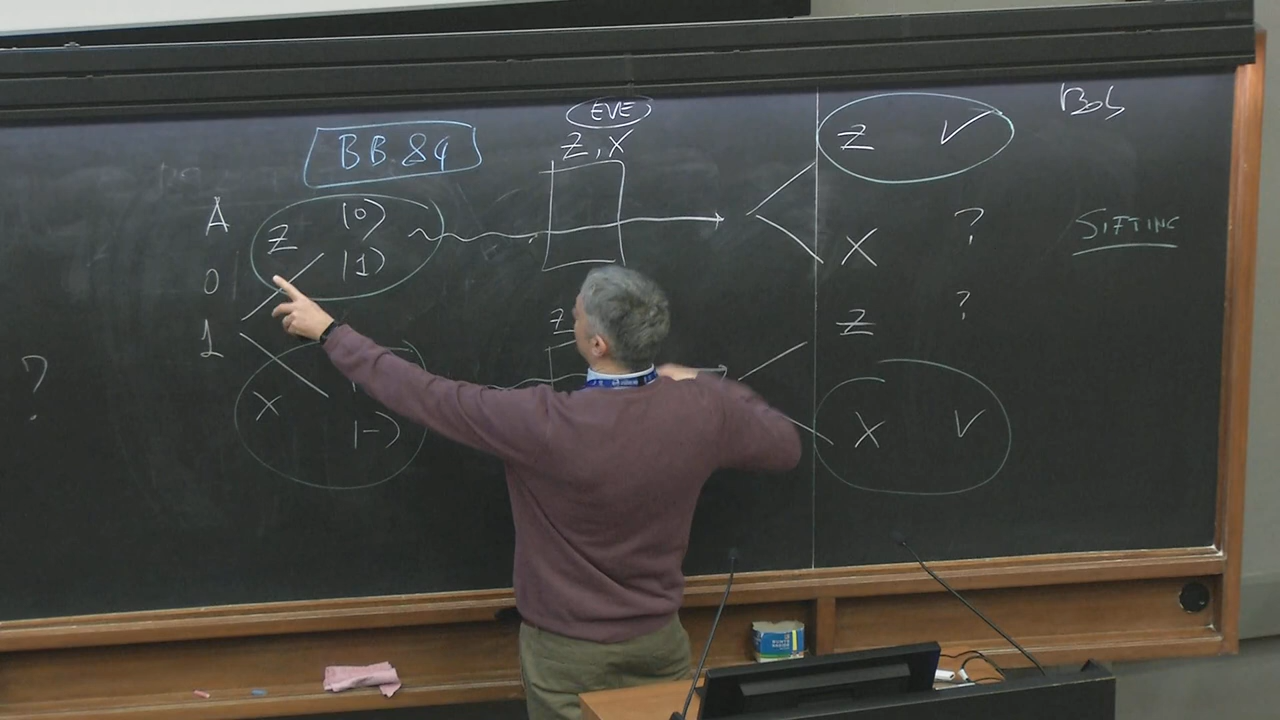 EVE
Bob
BB84
Z, X
Z ✓
A
|0⟩
Z
|1⟩
X ?
SIFTING
0
1
Z
Z ?
?
X
|-⟩
X ✓